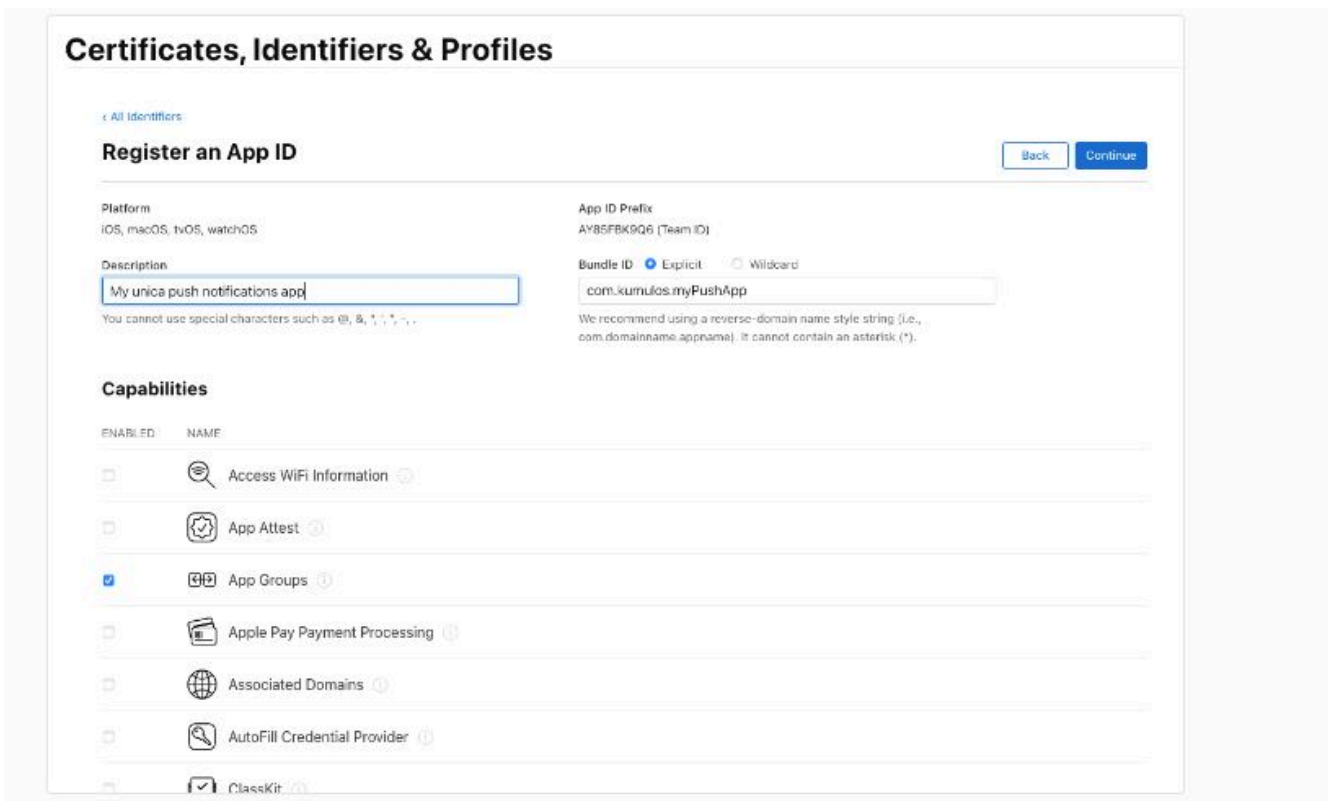 Certificates, Identifiers & Profiles
< All Identifiers
Register an App ID
Back
Continue
Platform
iOS, macOS, tvOS, watchOS
App ID Prefix
AY85FBK9Q6 (Team ID)
Description
My unica push notifications app
You cannot use special characters such as @, &, *, ', ", -, .
Bundle ID Explicit Wildcard
com.kumulos.myPushApp
We recommend using a reverse-domain name style string (i.e.,
com.domainname.appname). It cannot contain an asterisk (*).
Capabilities
ENABLED NAME
Access WiFi Information
App Attest
App Groups
Apple Pay Payment Processing
Associated Domains
AutoFill Credential Provider
ClassKit